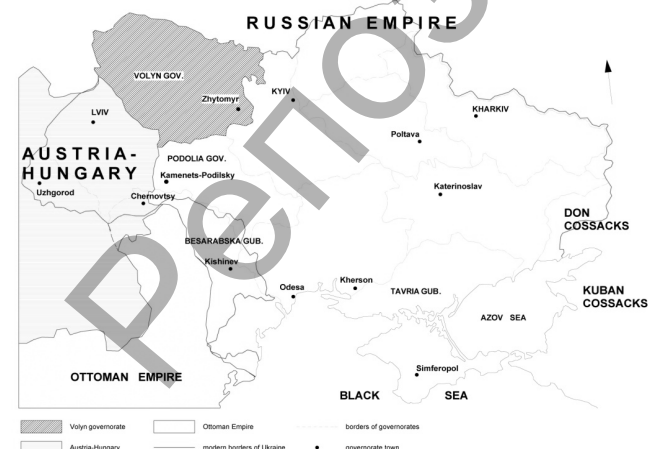 RUSSIAN EMPIRE
VOLYN GOV.
Zhytomyr
KYIV
LVIV
KHARKIV
Poltava
AUSTRIA-
HUNGARY
PODOLIA GOV.
Kamenets-Podilsky
Uzhgorod
Chernovtsy
Katerinoslav
DON
COSSACKS
BESARABSKA GUB.
Kishinev
Odesa
Kherson
TAVRIA GUB.
KUBAN
COSSACKS
AZOV SEA
OTTOMAN EMPIRE
Simferopol
BLACK SEA
Volyn governorate
Ottoman Empire
borders of governorates
Austria-Hungary
modern borders of Ukraine
governorate town